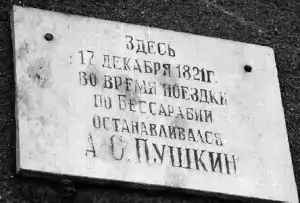 ЗДЕСЬ
17 ДЕКАБРЯ 1821Г.
ВО ВРЕМЯ ПОЕЗДКИ
ПО БЕССАРАБИИ
ОСТАНАВЛИВАЛСЯ
А.С.ПУШКИН